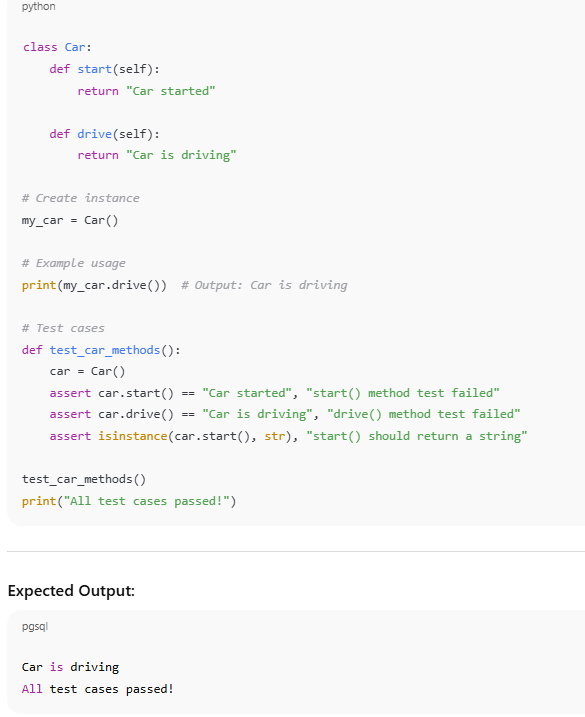 python
class Car:
    def start(self):
        return "Car started"
    def drive(self):
        return "Car is driving"
# Create instance
my_car = Car()
# Example usage
print(my_car.drive())  # Output: Car is driving
# Test cases
def test_car_methods():
    car = Car()
    assert car.start() == "Car started", "start() method test failed"
    assert car.drive() == "Car is driving", "drive() method test failed"
    assert isinstance(car.start(), str), "start() should return a string"
test_car_methods()
print("All test cases passed!")
Expected Output:
pgsql
Car is driving
All test cases passed!